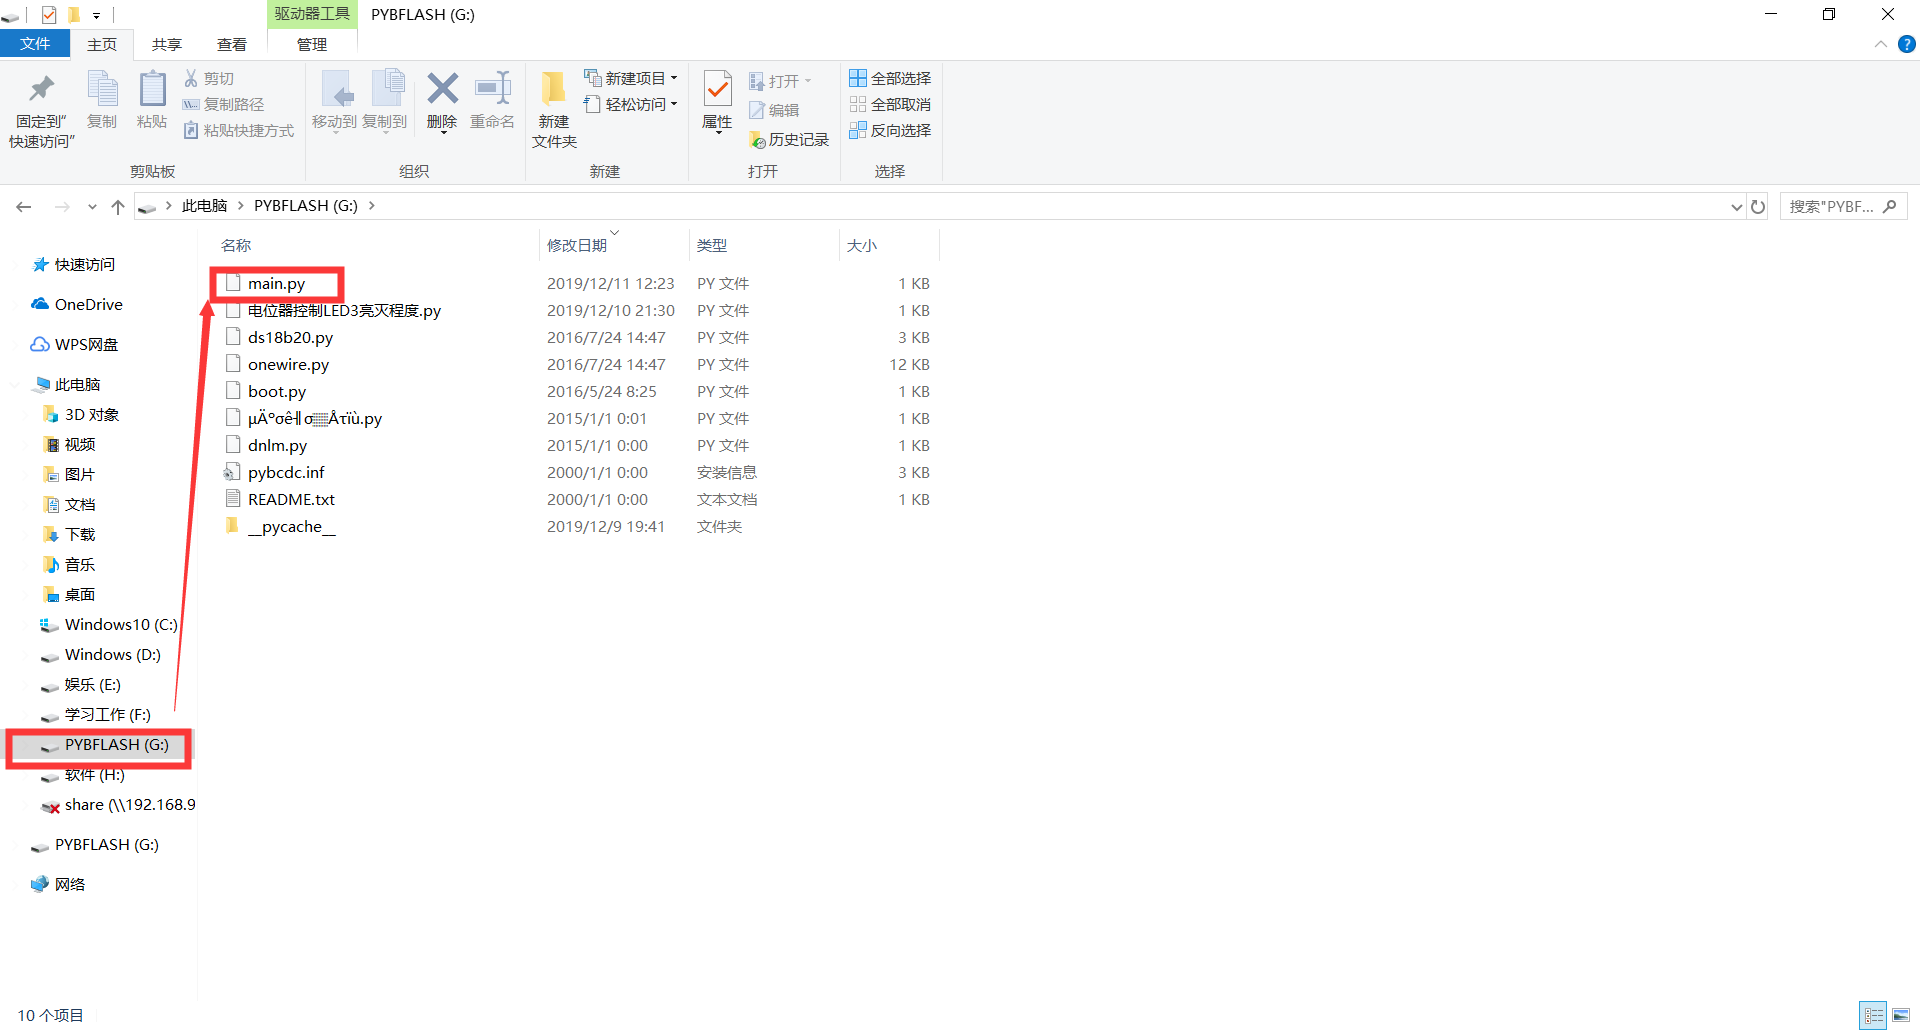 驱动器工具 PYBFLASH (G:)
文件 主页 共享 查看 管理
固定到"快速访问"
复制
粘贴
剪切
复制路径
粘贴快捷方式
剪贴板
移动到
复制到
删除
重命名
组织
新建文件夹
新建项目
轻松访问
新建
属性
打开
编辑
历史记录
打开
全部选择
全部取消
反向选择
选择
此电脑 PYBFLASH (G:)
搜索"PYBF...
快速访问
OneDrive
WPS网盘
此电脑
3D 对象
视频
图片
文档
下载
音乐
桌面
Windows10 (C:)
Windows (D:)
娱乐 (E:)
学习工作 (F:)
PYBFLASH (G:)
软件 (H:)
share (\\192.168.9
PYBFLASH (G:)
网络
名称 修改日期 类型 大小
main.py 2019/12/11 12:23 PY 文件 1 KB
电位器控制LED3亮灭程度.py 2019/12/10 21:30 PY 文件 1 KB
ds18b20.py 2016/7/24 14:47 PY 文件 3 KB
onewire.py 2016/7/24 14:47 PY 文件 12 KB
boot.py 2016/5/24 8:25 PY 文件 1 KB
µÄºσê╣σ▒Åτïù.py 2015/1/1 0:01 PY 文件 1 KB
dnlm.py 2015/1/1 0:00 PY 文件 1 KB
pybcdc.inf 2000/1/1 0:00 安装信息 3 KB
README.txt 2000/1/1 0:00 文本文档 1 KB
__pycache__ 2019/12/9 19:41 文件夹
10 个项目